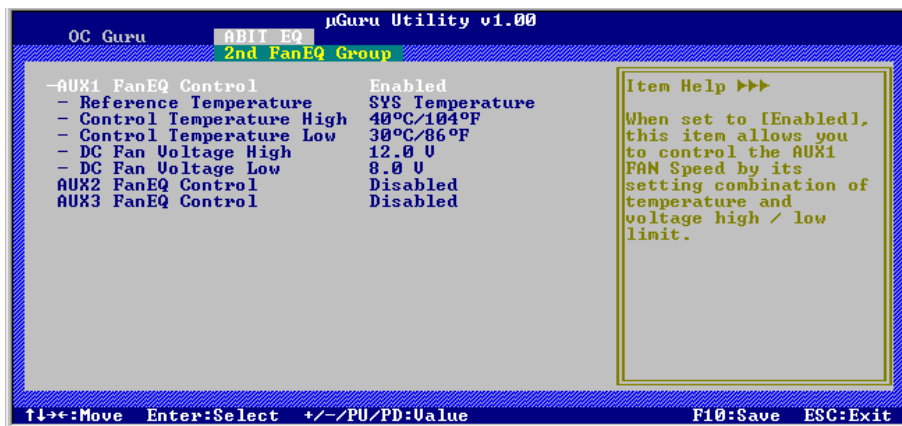 µGuru Utility v1.00
OC Guru ABIT EQ
2nd FanEQ Group
-AUX1 FanEQ Control Enabled
- Reference Temperature SYS Temperature
- Control Temperature High 40ºC/104ºF
- Control Temperature Low 30ºC/86ºF
- DC Fan Voltage High 12.0 V
- DC Fan Voltage Low 8.0 V
AUX2 FanEQ Control Disabled
AUX3 FanEQ Control Disabled
Item Help ▶▶▶
When set to [Enabled],
this item allows you
to control the AUX1
FAN Speed by its
setting combination of
temperature and
voltage high / low
limit.
↑↓→←:Move Enter:Select +/-/PU/PD:Value F10:Save ESC:Exit